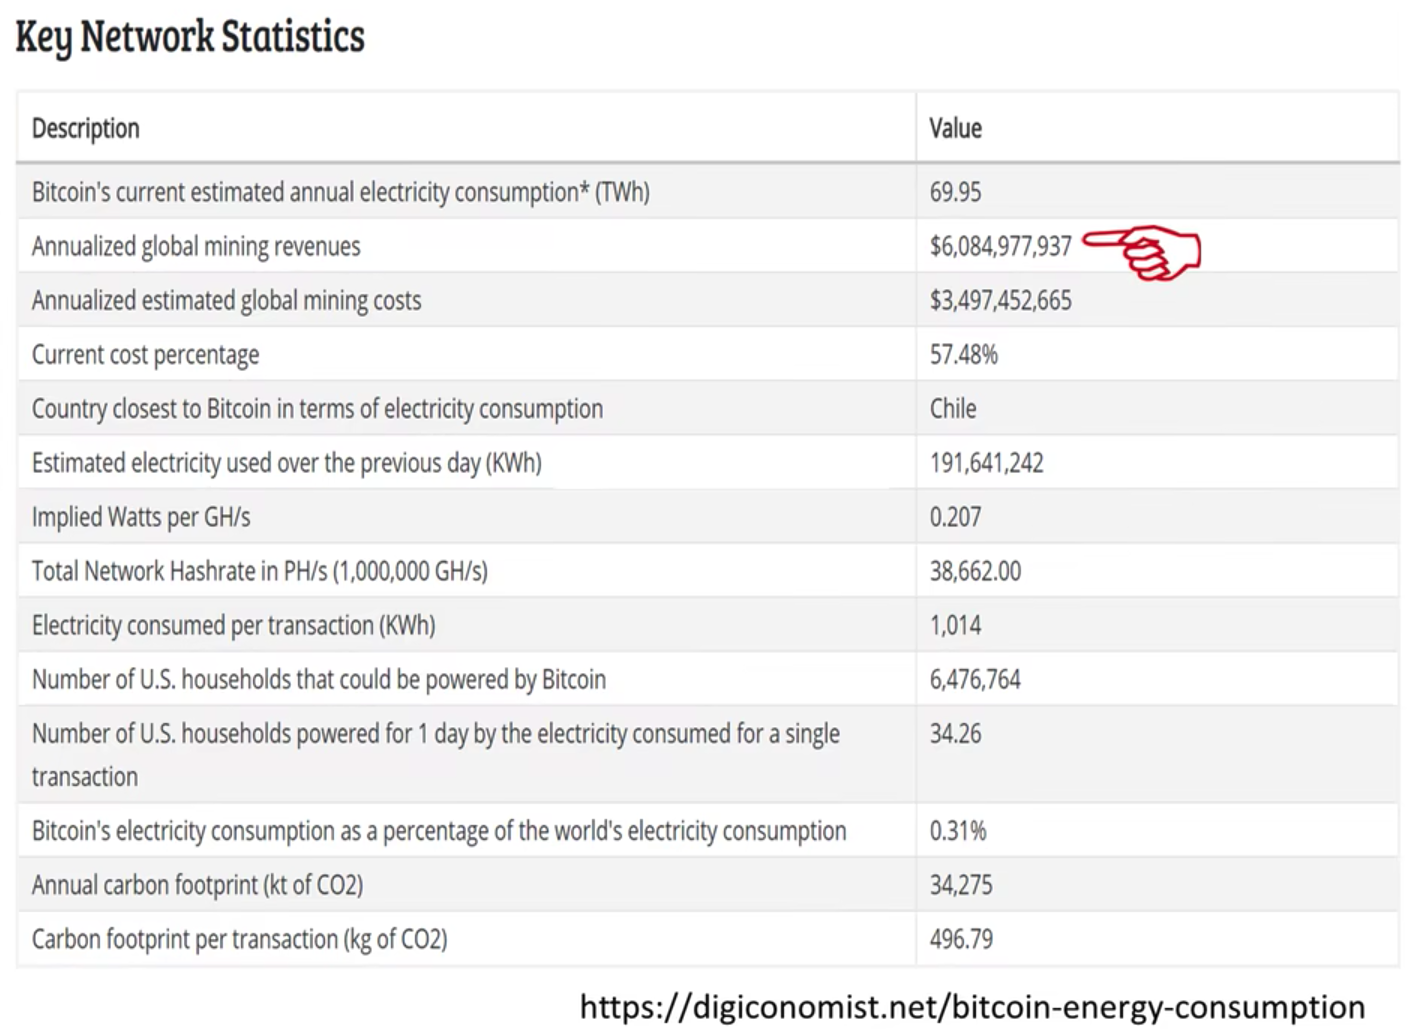 Key Network Statistics
Description Value
Bitcoin's current estimated annual electricity consumption* (TWh) 69.95
Annualized global mining revenues $6,084,977,937
Annualized estimated global mining costs $3,497,452,665
Current cost percentage 57.48%
Country closest to Bitcoin in terms of electricity consumption Chile
Estimated electricity used over the previous day (KWh) 191,641,242
Implied Watts per GH/s 0.207
Total Network Hashrate in PH/s (1,000,000 GH/s) 38,662.00
Electricity consumed per transaction (KWh) 1,014
Number of U.S. households that could be powered by Bitcoin 6,476,764
Number of U.S. households powered for 1 day by the electricity consumed for a single 34.26
transaction
Bitcoin's electricity consumption as a percentage of the world's electricity consumption 0.31%
Annual carbon footprint (kt of CO2) 34,275
Carbon footprint per transaction (kg of CO2) 496.79
https://digiconomist.net/bitcoin-energy-consumption